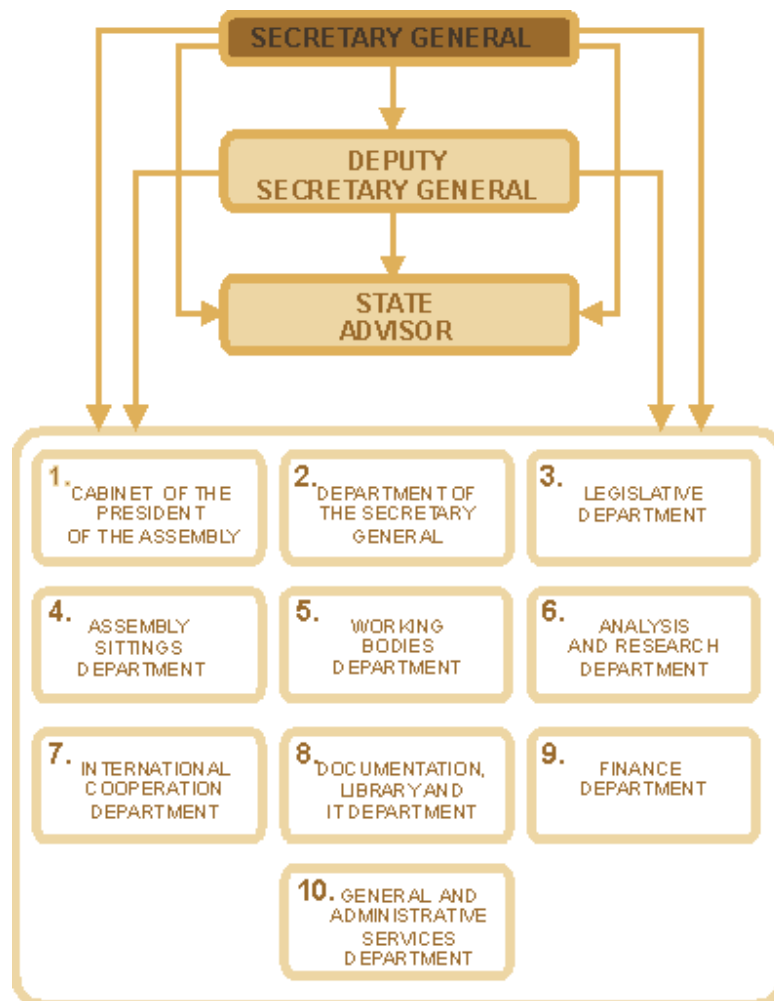 SECRETARY GENERAL
DEPUTY
SECRETARY GENERAL
STATE
ADVISOR
1.
CABINET OF THE
PRESIDENT
OF THE ASSEMBLY
2.
DEPARTMENT OF
THE SECRETARY
GENERAL
3.
LEGISLATIVE
DEPARTMENT
4.
ASSEMBLY
SITTINGS
DEPARTMENT
5.
WORKING
BODIES
DEPARTMENT
6.
ANALYSIS
AND RESEARCH
DEPARTMENT
7.
INTERNATIONAL
COOPERATION
DEPARTMENT
8.
DOCUMENTATION,
LIBRARY AND
IT DEPARTMENT
9.
FINANCE
DEPARTMENT
10. GENERAL AND
ADMINISTRATIVE
SERVICES
DEPARTMENT